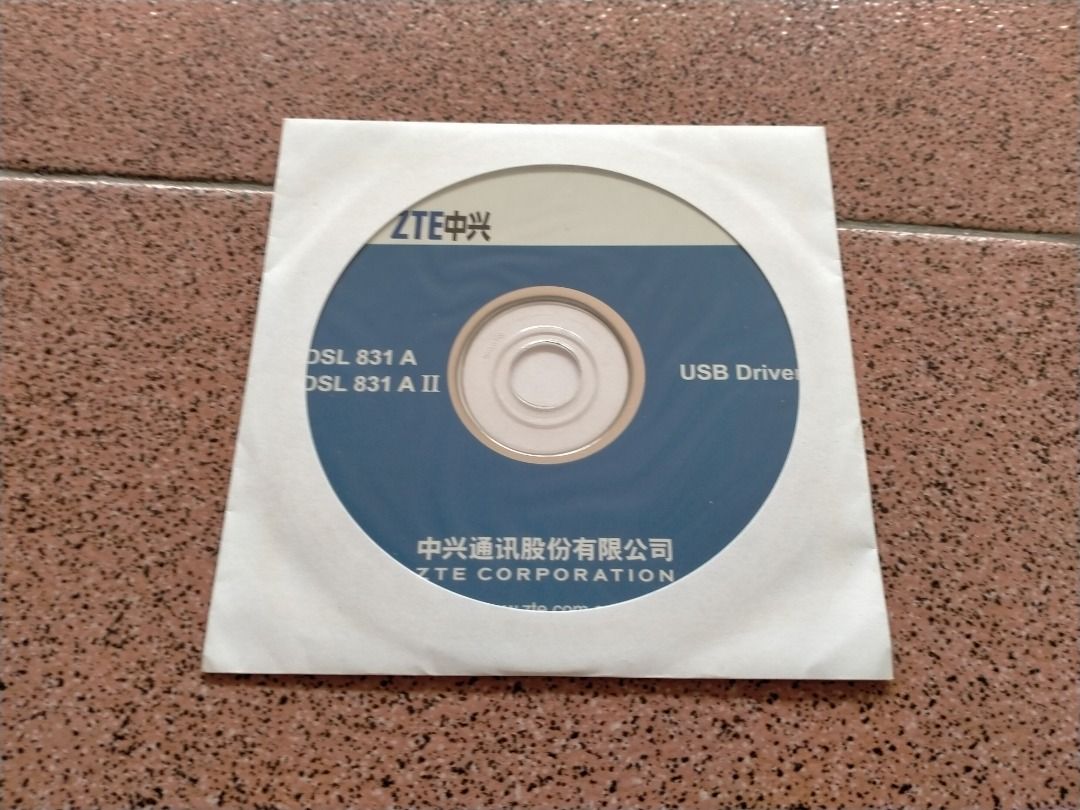 ZTE中兴
DSL 831 A
DSL 831 A II
USB Driver
中兴通讯股份有限公司
ZTE CORPORATION